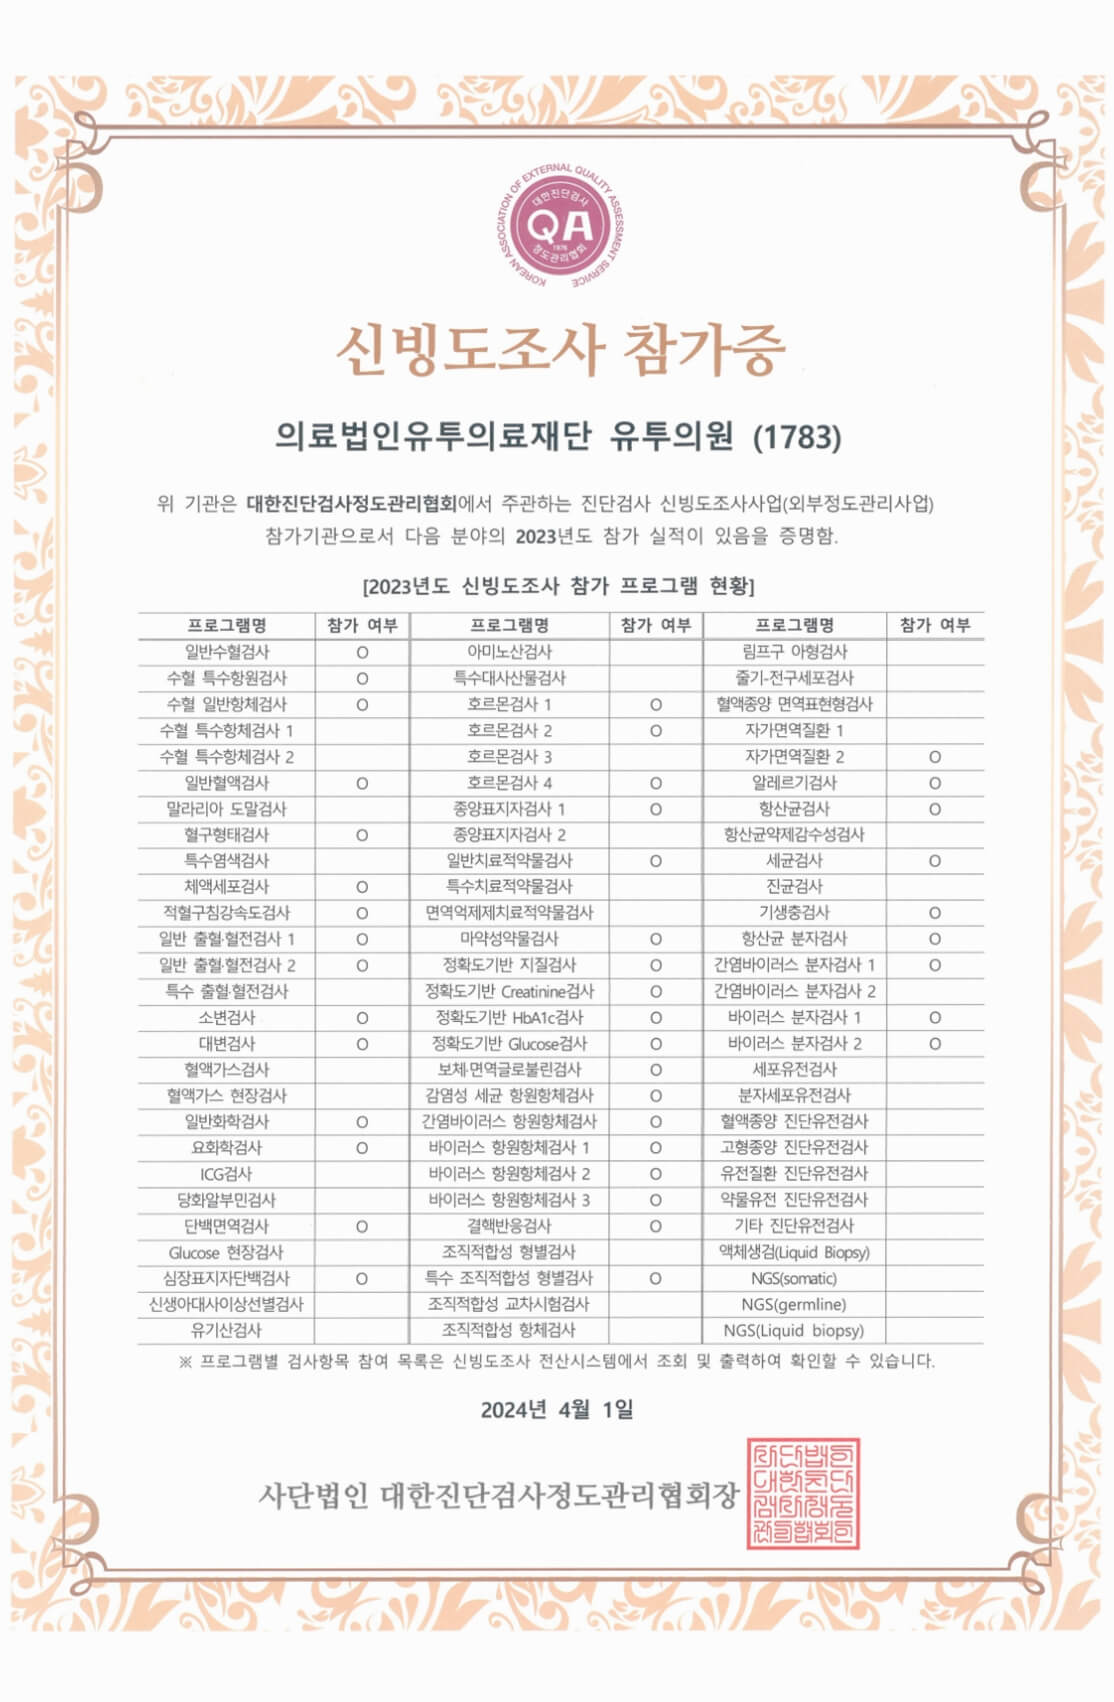 KOREAN ASSOCIATION OF EXTERNAL QUALITY ASSESSMENT SERVICE
대한진단검사
QA
1976
정도관리협회
신빙도조사 참가증
의료법인유투의료재단 유투의원 (1783)
위 기관은 대한진단검사정도관리협회에서 주관하는 진단검사 신빙도조사사업(외부정도관리사업)
참가기관으로서 다음 분야의 2023년도 참가 실적이 있음을 증명함.
[2023년도 신빙도조사 참가 프로그램 현황]
프로그램명 참가 여부 프로그램명 참가 여부 프로그램명 참가 여부
일반수혈검사 O 아미노산검사 림프구 아형검사
수혈 특수항원검사 O 특수대사산물검사 줄기-전구세포검사
수혈 일반항체검사 O 호르몬검사 1 O 혈액종양 면역표현형검사
수혈 특수항체검사 1 호르몬검사 2 O 자가면역질환 1
수혈 특수항체검사 2 호르몬검사 3 자가면역질환 2 O
일반혈액검사 O 호르몬검사 4 O 알레르기검사 O
말라리아 도말검사 종양표지자검사 1 O 항산균검사 O
혈구형태검사 O 종양표지자검사 2 항산균약제감수성검사
특수염색검사 일반치료적약물검사 O 세균검사 O
체액세포검사 O 특수치료적약물검사 진균검사
적혈구침강속도검사 O 면역억제제치료적약물검사 기생충검사 O
일반 출혈·혈전검사 1 O 마약성약물검사 O 항산균 분자검사 O
일반 출혈·혈전검사 2 O 정확도기반 지질검사 O 간염바이러스 분자검사 1 O
특수 출혈·혈전검사 정확도기반 Creatinine검사 O 간염바이러스 분자검사 2
소변검사 O 정확도기반 HbA1c검사 O 바이러스 분자검사 1 O
대변검사 O 정확도기반 Glucose검사 O 바이러스 분자검사 2 O
혈액가스검사 보체·면역글로불린검사 O 세포유전검사
혈액가스 현장검사 감염성 세균 항원항체검사 O 분자세포유전검사
일반화학검사 O 간염바이러스 항원항체검사 O 혈액종양 진단유전검사
요화학검사 O 바이러스 항원항체검사 1 O 고형종양 진단유전검사
ICG검사 바이러스 항원항체검사 2 O 유전질환 진단유전검사
당화알부민검사 바이러스 항원항체검사 3 O 약물유전 진단유전검사
단백면역검사 O 결핵반응검사 O 기타 진단유전검사
Glucose 현장검사 조직적합성 형별검사 액체생검(Liquid Biopsy)
심장표지자단백검사 O 특수 조직적합성 형별검사 O NGS(somatic)
신생아대사이상선별검사 조직적합성 교차시험검사 NGS(germline)
유기산검사 조직적합성 항체검사 NGS(Liquid biopsy)
※ 프로그램별 검사항목 참여 목록은 신빙도조사 전산시스템에서 조회 및 출력하여 확인할 수 있습니다.
2024년 4월 1일
사단법인 대한진단검사정도관리협회장